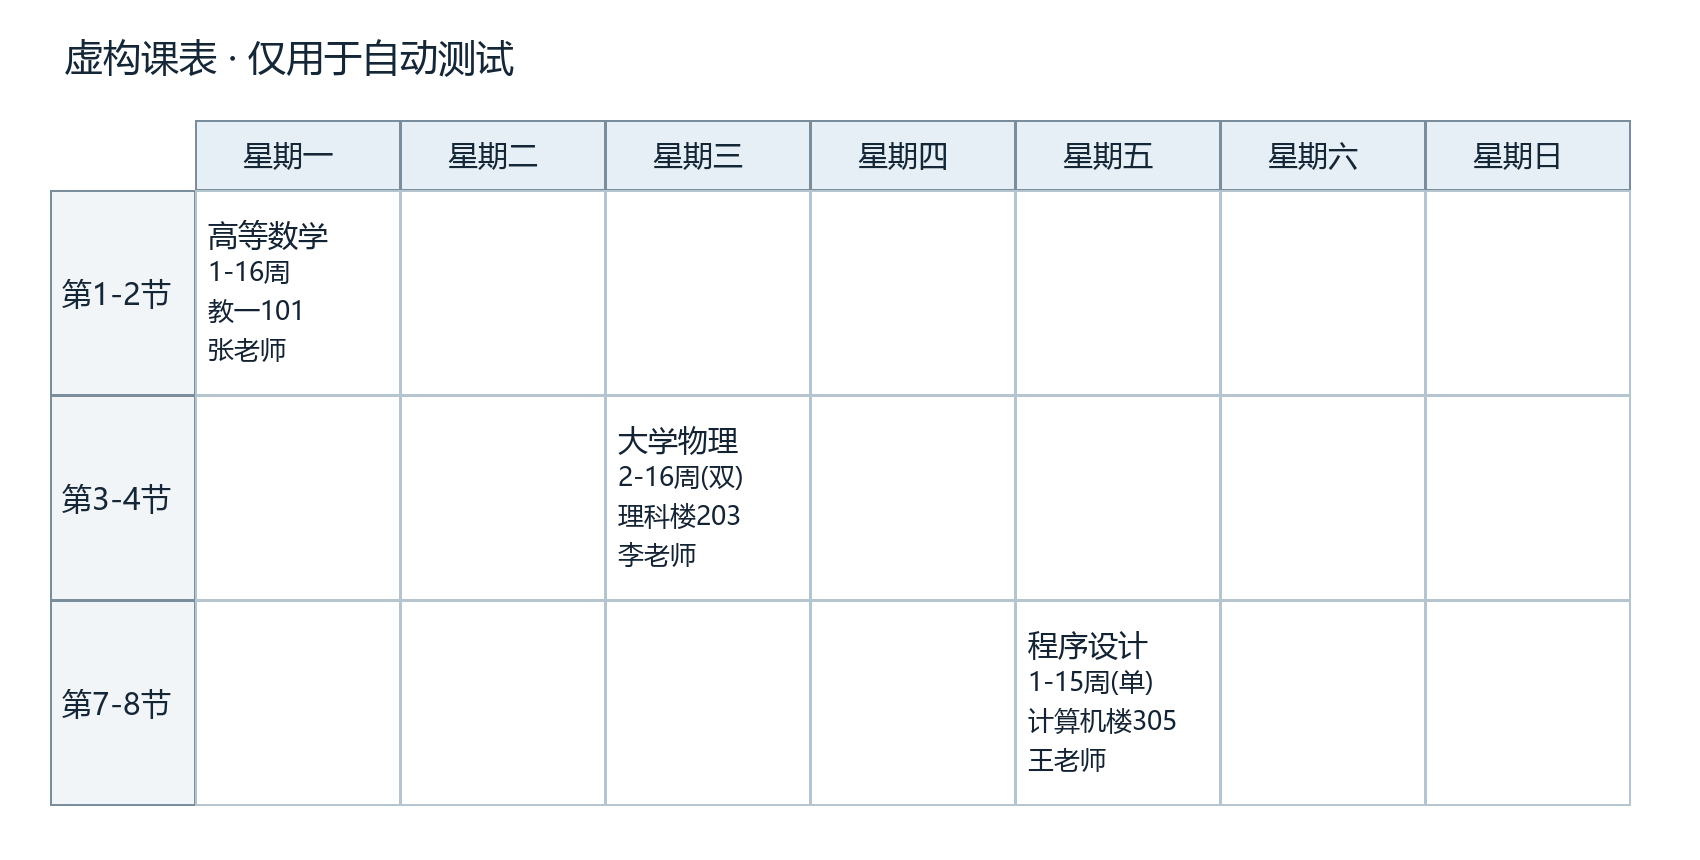 虚构课表 · 仅用于自动测试
星期一
星期二
星期三
星期四
星期五
星期六
星期日
第1-2节
高等数学
1-16周
教一101
张老师
第3-4节
大学物理
2-16周(双)
理科楼203
李老师
第7-8节
程序设计
1-15周(单)
计算机楼305
王老师